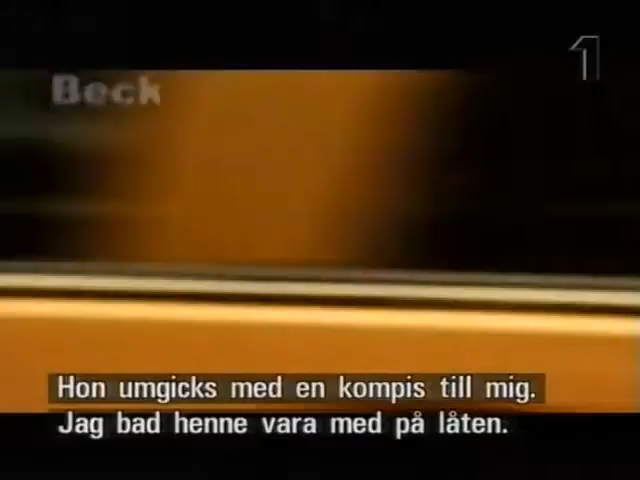 Beck
1
Hon umgicks med en kompis till mig.
Jag bad henne vara med på låten.